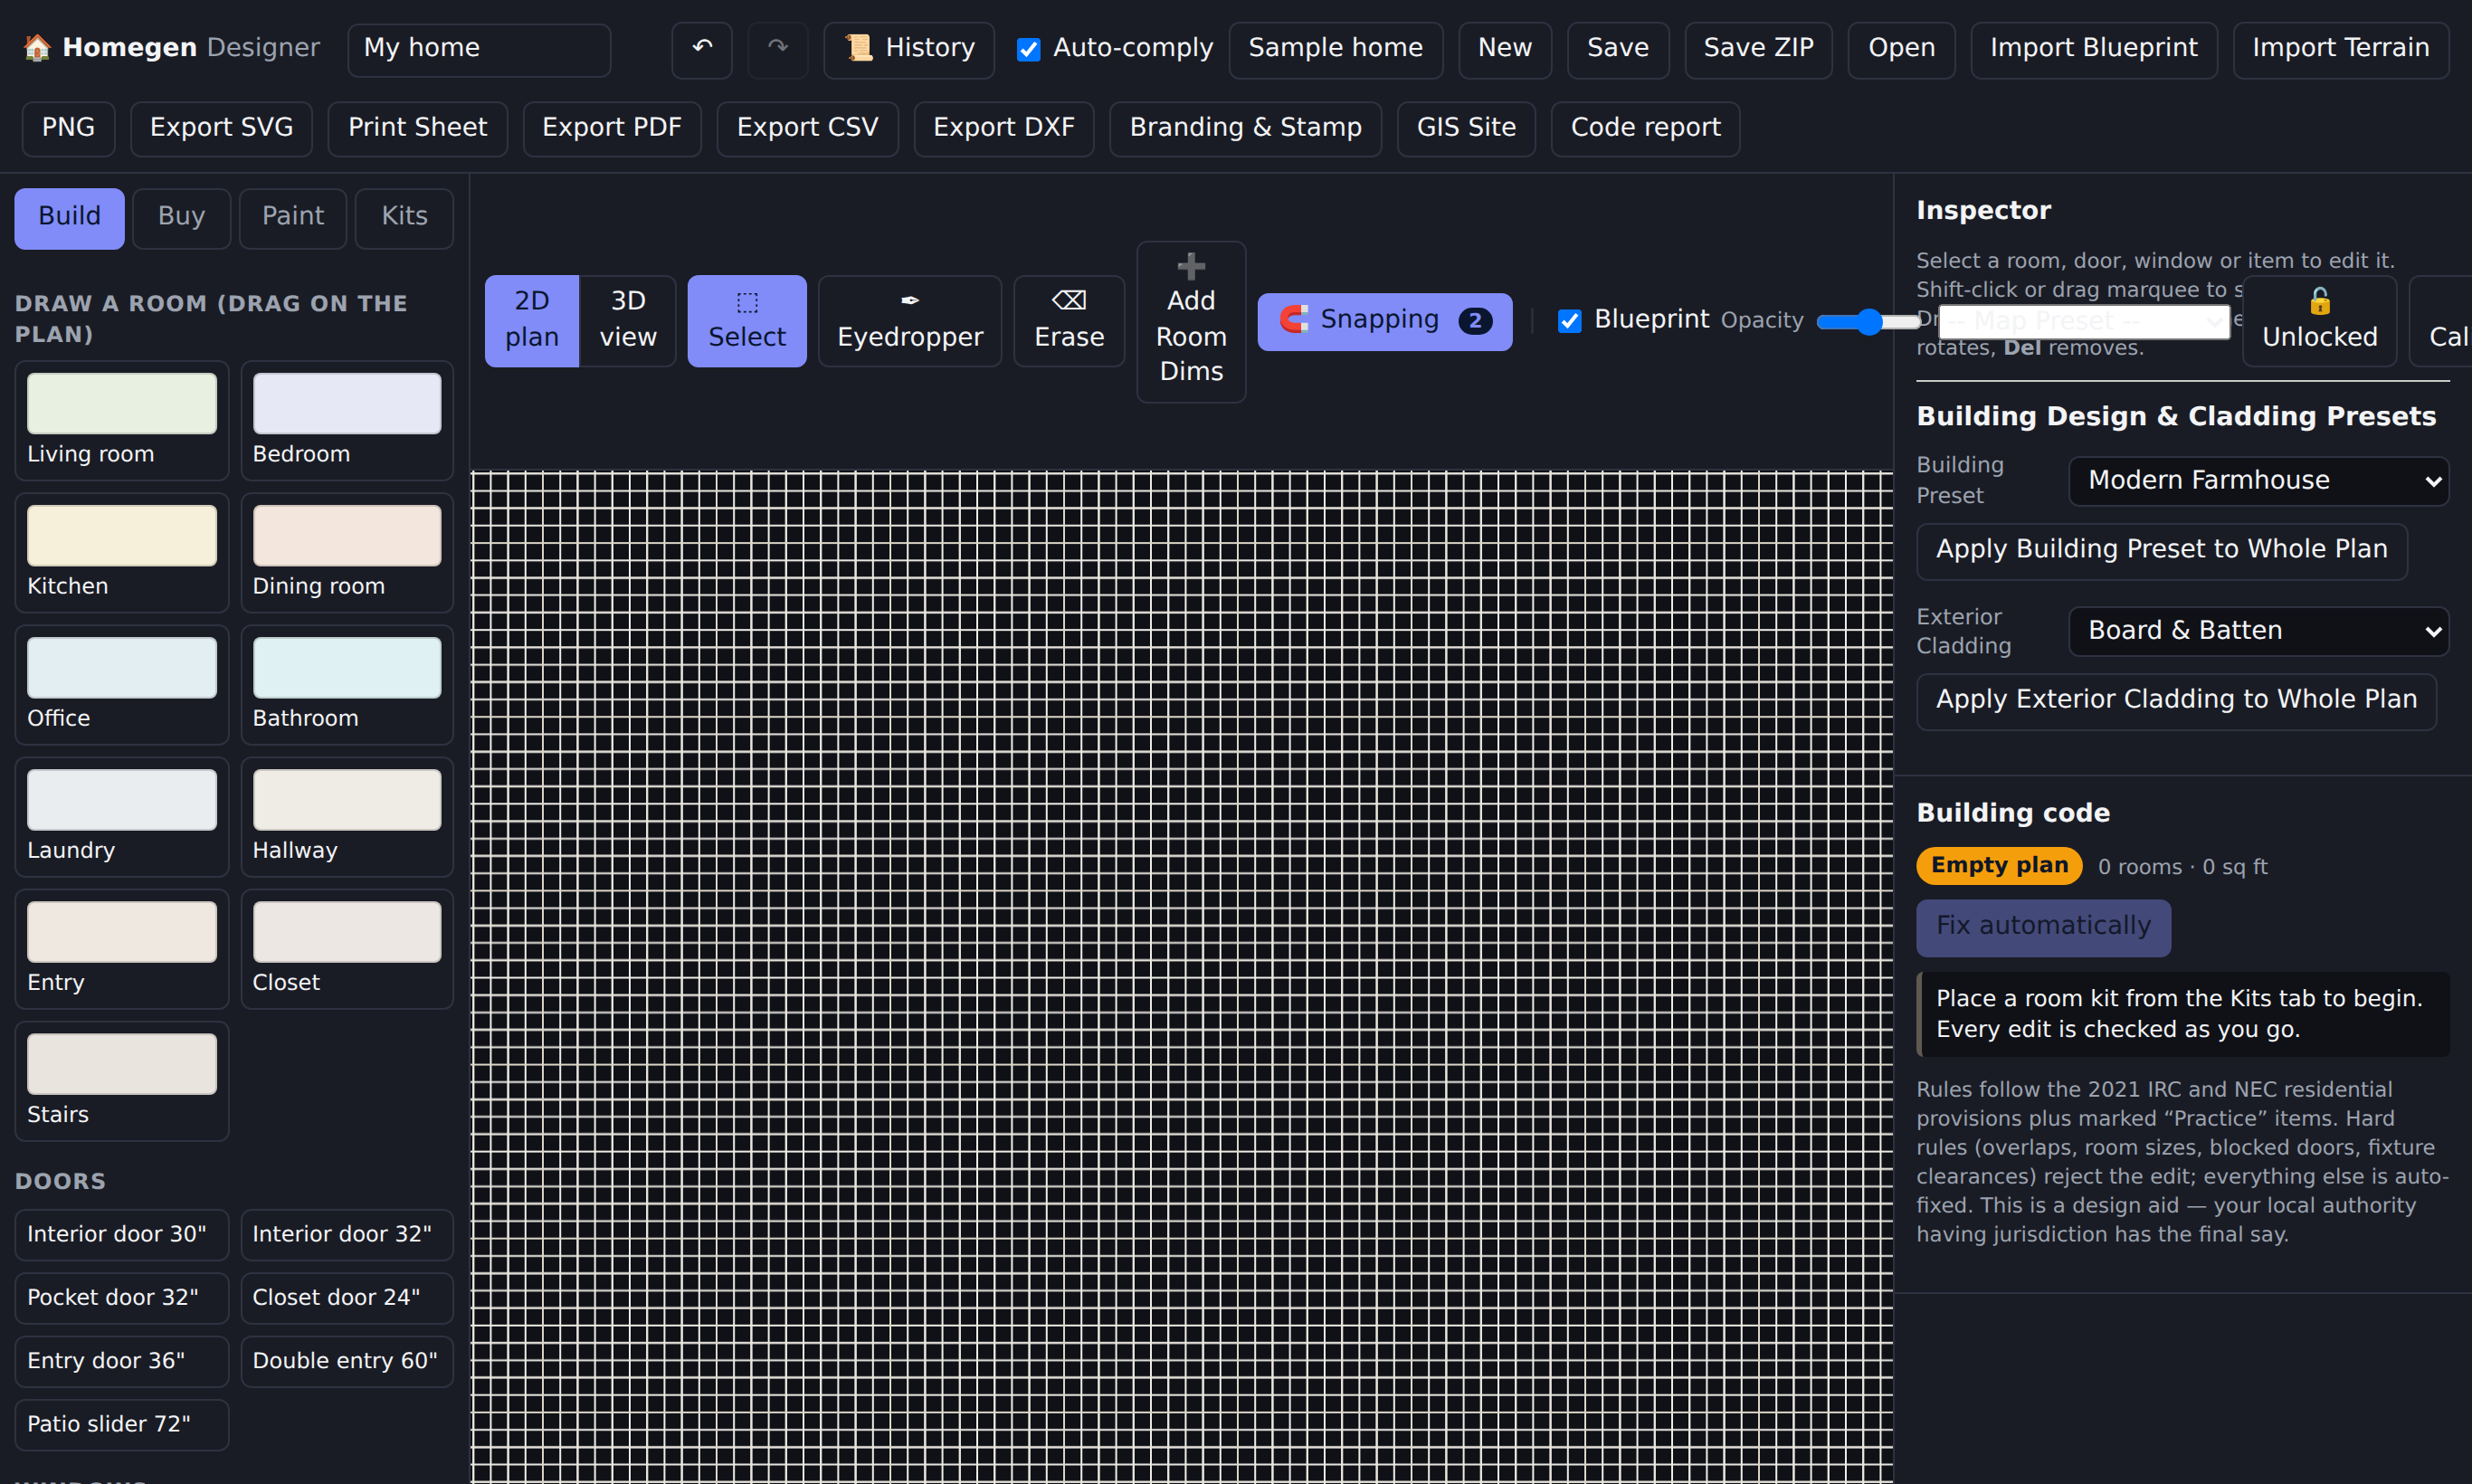 🏠 Homegen Designer
My home
↶
↷
📜 History
Auto-comply
Sample home
New
Save
Save ZIP
Open
Import Blueprint
Import Terrain
PNG
Export SVG
Print Sheet
Export PDF
Export CSV
Export DXF
Branding & Stamp
GIS Site
Code report
Build
Buy
Paint
Kits
DRAW A ROOM (DRAG ON THE
PLAN)
Living room
Bedroom
Kitchen
Dining room
Office
Bathroom
Laundry
Hallway
Entry
Closet
Stairs
DOORS
Interior door 30"
Interior door 32"
Pocket door 32"
Closet door 24"
Entry door 36"
Double entry 60"
Patio slider 72"
2D
plan
3D
view
Select
Eyedropper
Erase
Add
Room
Dims
🧲 Snapping 2
Blueprint
Opacity
-- Map Preset --
🔓
Unlocked
Cal
Inspector
Select a room, door, window or item to edit it.
Shift-click or drag marquee to s
rotates, Del removes.
Building Design & Cladding Presets
Building
Preset
Modern Farmhouse
Apply Building Preset to Whole Plan
Exterior
Cladding
Board & Batten
Apply Exterior Cladding to Whole Plan
Building code
Empty plan
0 rooms · 0 sq ft
Fix automatically
Place a room kit from the Kits tab to begin.
Every edit is checked as you go.
Rules follow the 2021 IRC and NEC residential
provisions plus marked “Practice” items. Hard
rules (overlaps, room sizes, blocked doors, fixture
clearances) reject the edit; everything else is auto-
fixed. This is a design aid — your local authority
having jurisdiction has the final say.